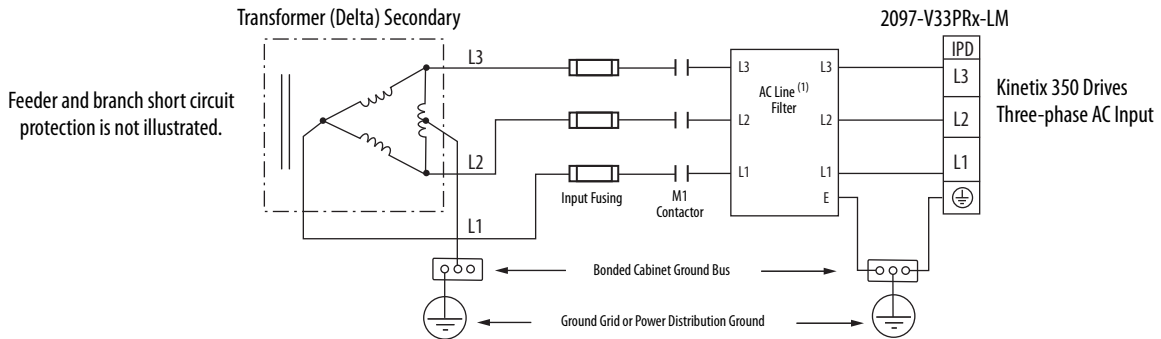 Transformer (Delta) Secondary
2097-V33PRx-LM
Feeder and branch short circuit
protection is not illustrated.
L3
L2
L1
Input Fusing
M1
Contactor
L3
L2
L1
AC Line (1)
Filter
L3
L2
L1
E
IPD
L3
L2
L1
Kinetix 350 Drives
Three-phase AC Input
Bonded Cabinet Ground Bus
Ground Grid or Power Distribution Ground